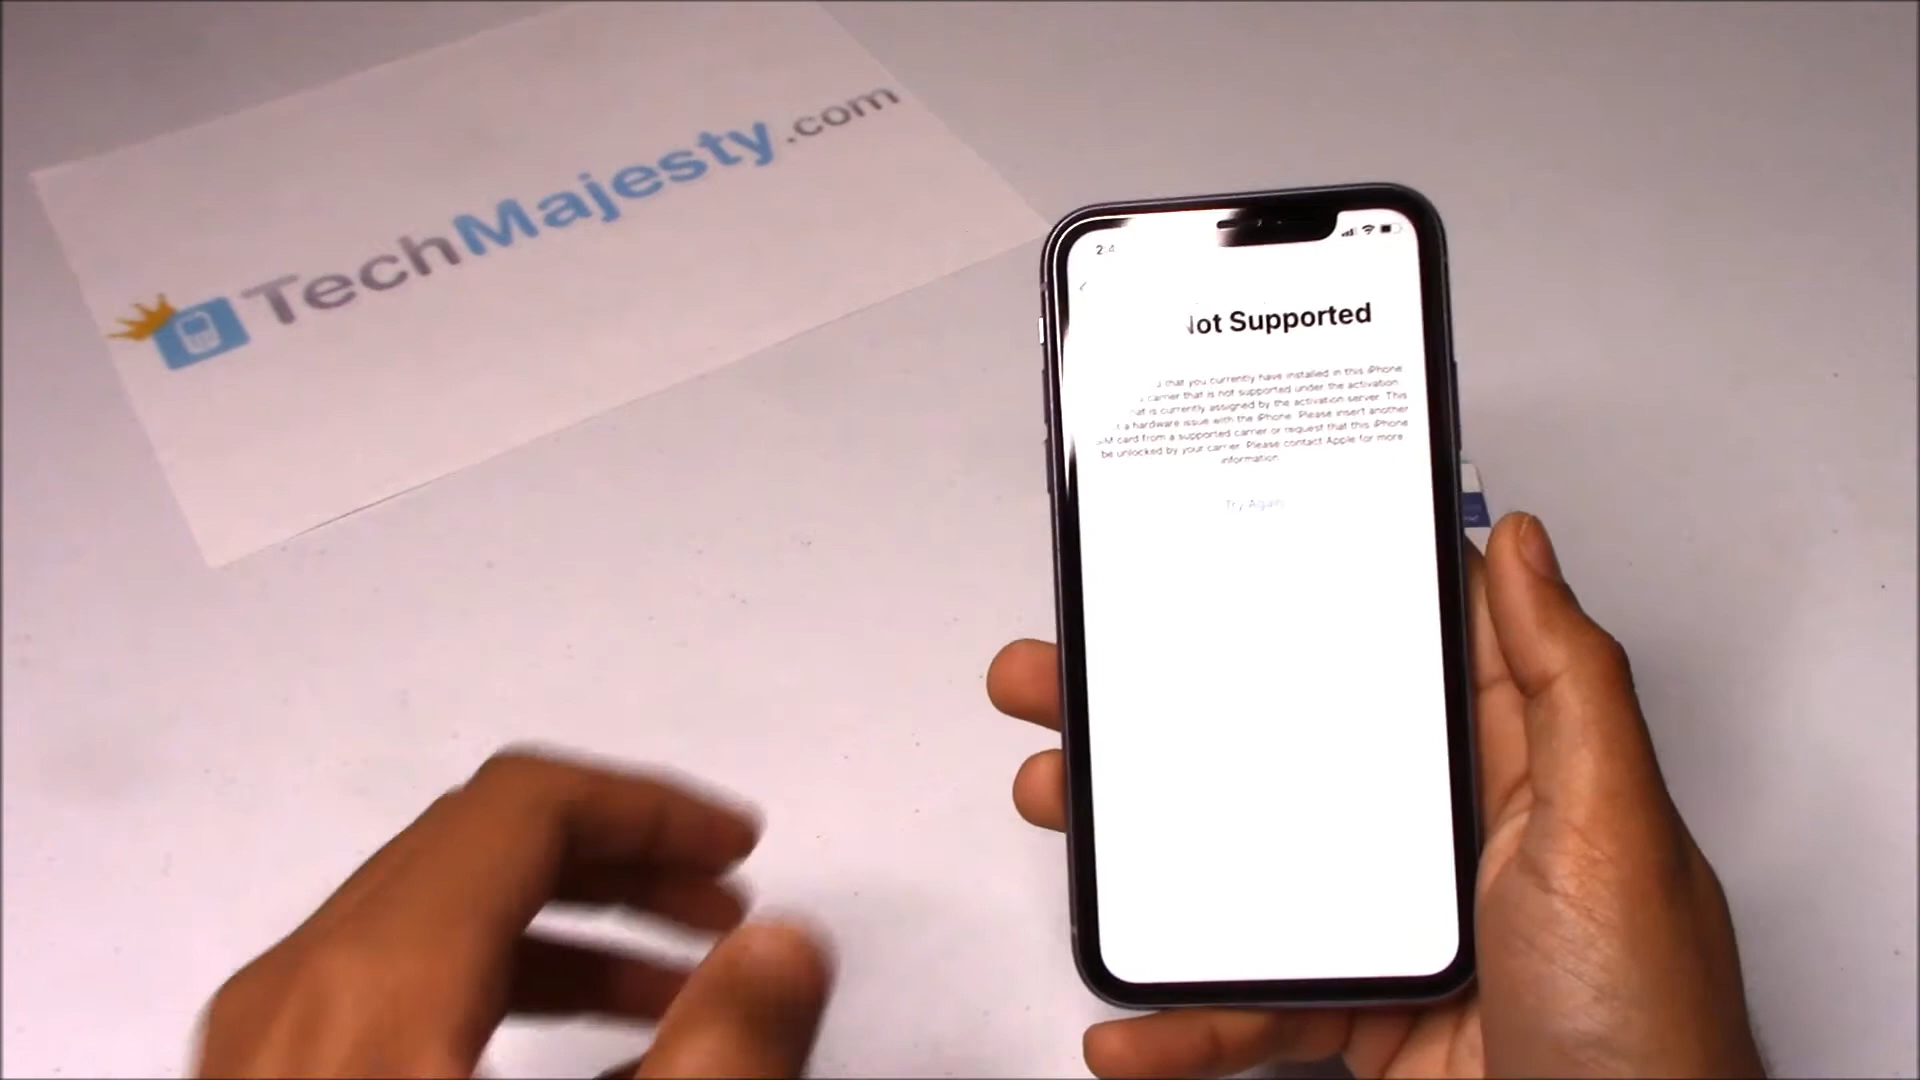 TechMajesty.com
Not Supported
that you currently have installed in this iPhone
carrier that is not supported under the activation
is currently assigned by the activation server. This
a hardware issue with the iPhone. Please insert another
card from a supported carrier or request that this iPhone
be unlocked by your carrier. Please contact Apple for more
information.
Try Again